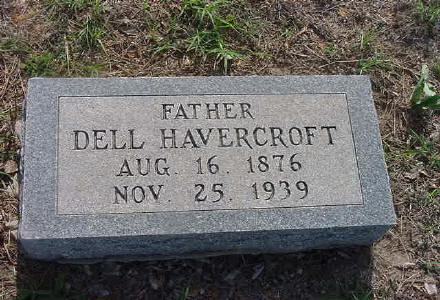 FATHER
DELL HAVERCROFT
AUG. 16. 1876
NOV. 25. 1939